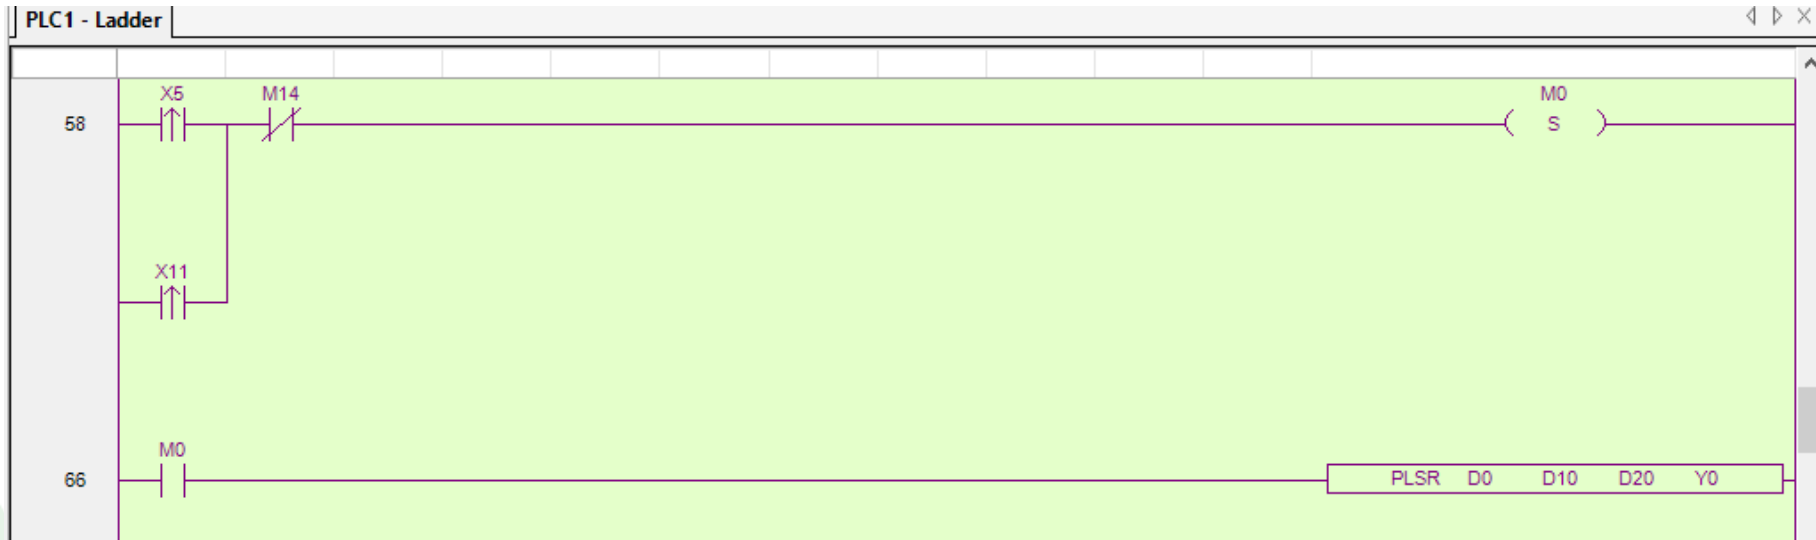 PLC1 - Ladder
X5 M14 M0
58 S
X11
M0
66 PLSR D0 D10 D20 Y0